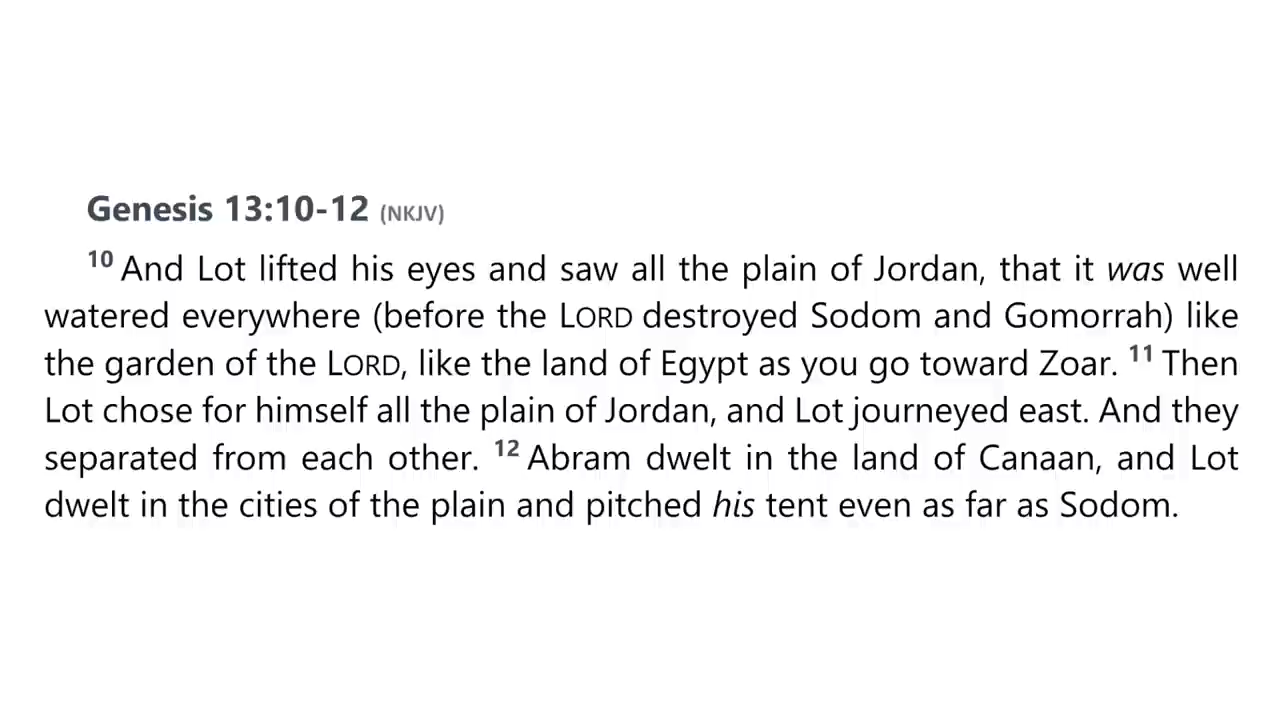 Genesis 13:10-12 (NKJV)
10 And Lot lifted his eyes and saw all the plain of Jordan, that it was well
watered everywhere (before the LORD destroyed Sodom and Gomorrah) like
the garden of the LORD, like the land of Egypt as you go toward Zoar. 11 Then
Lot chose for himself all the plain of Jordan, and Lot journeyed east. And they
separated from each other. 12 Abram dwelt in the land of Canaan, and Lot
dwelt in the cities of the plain and pitched his tent even as far as Sodom.